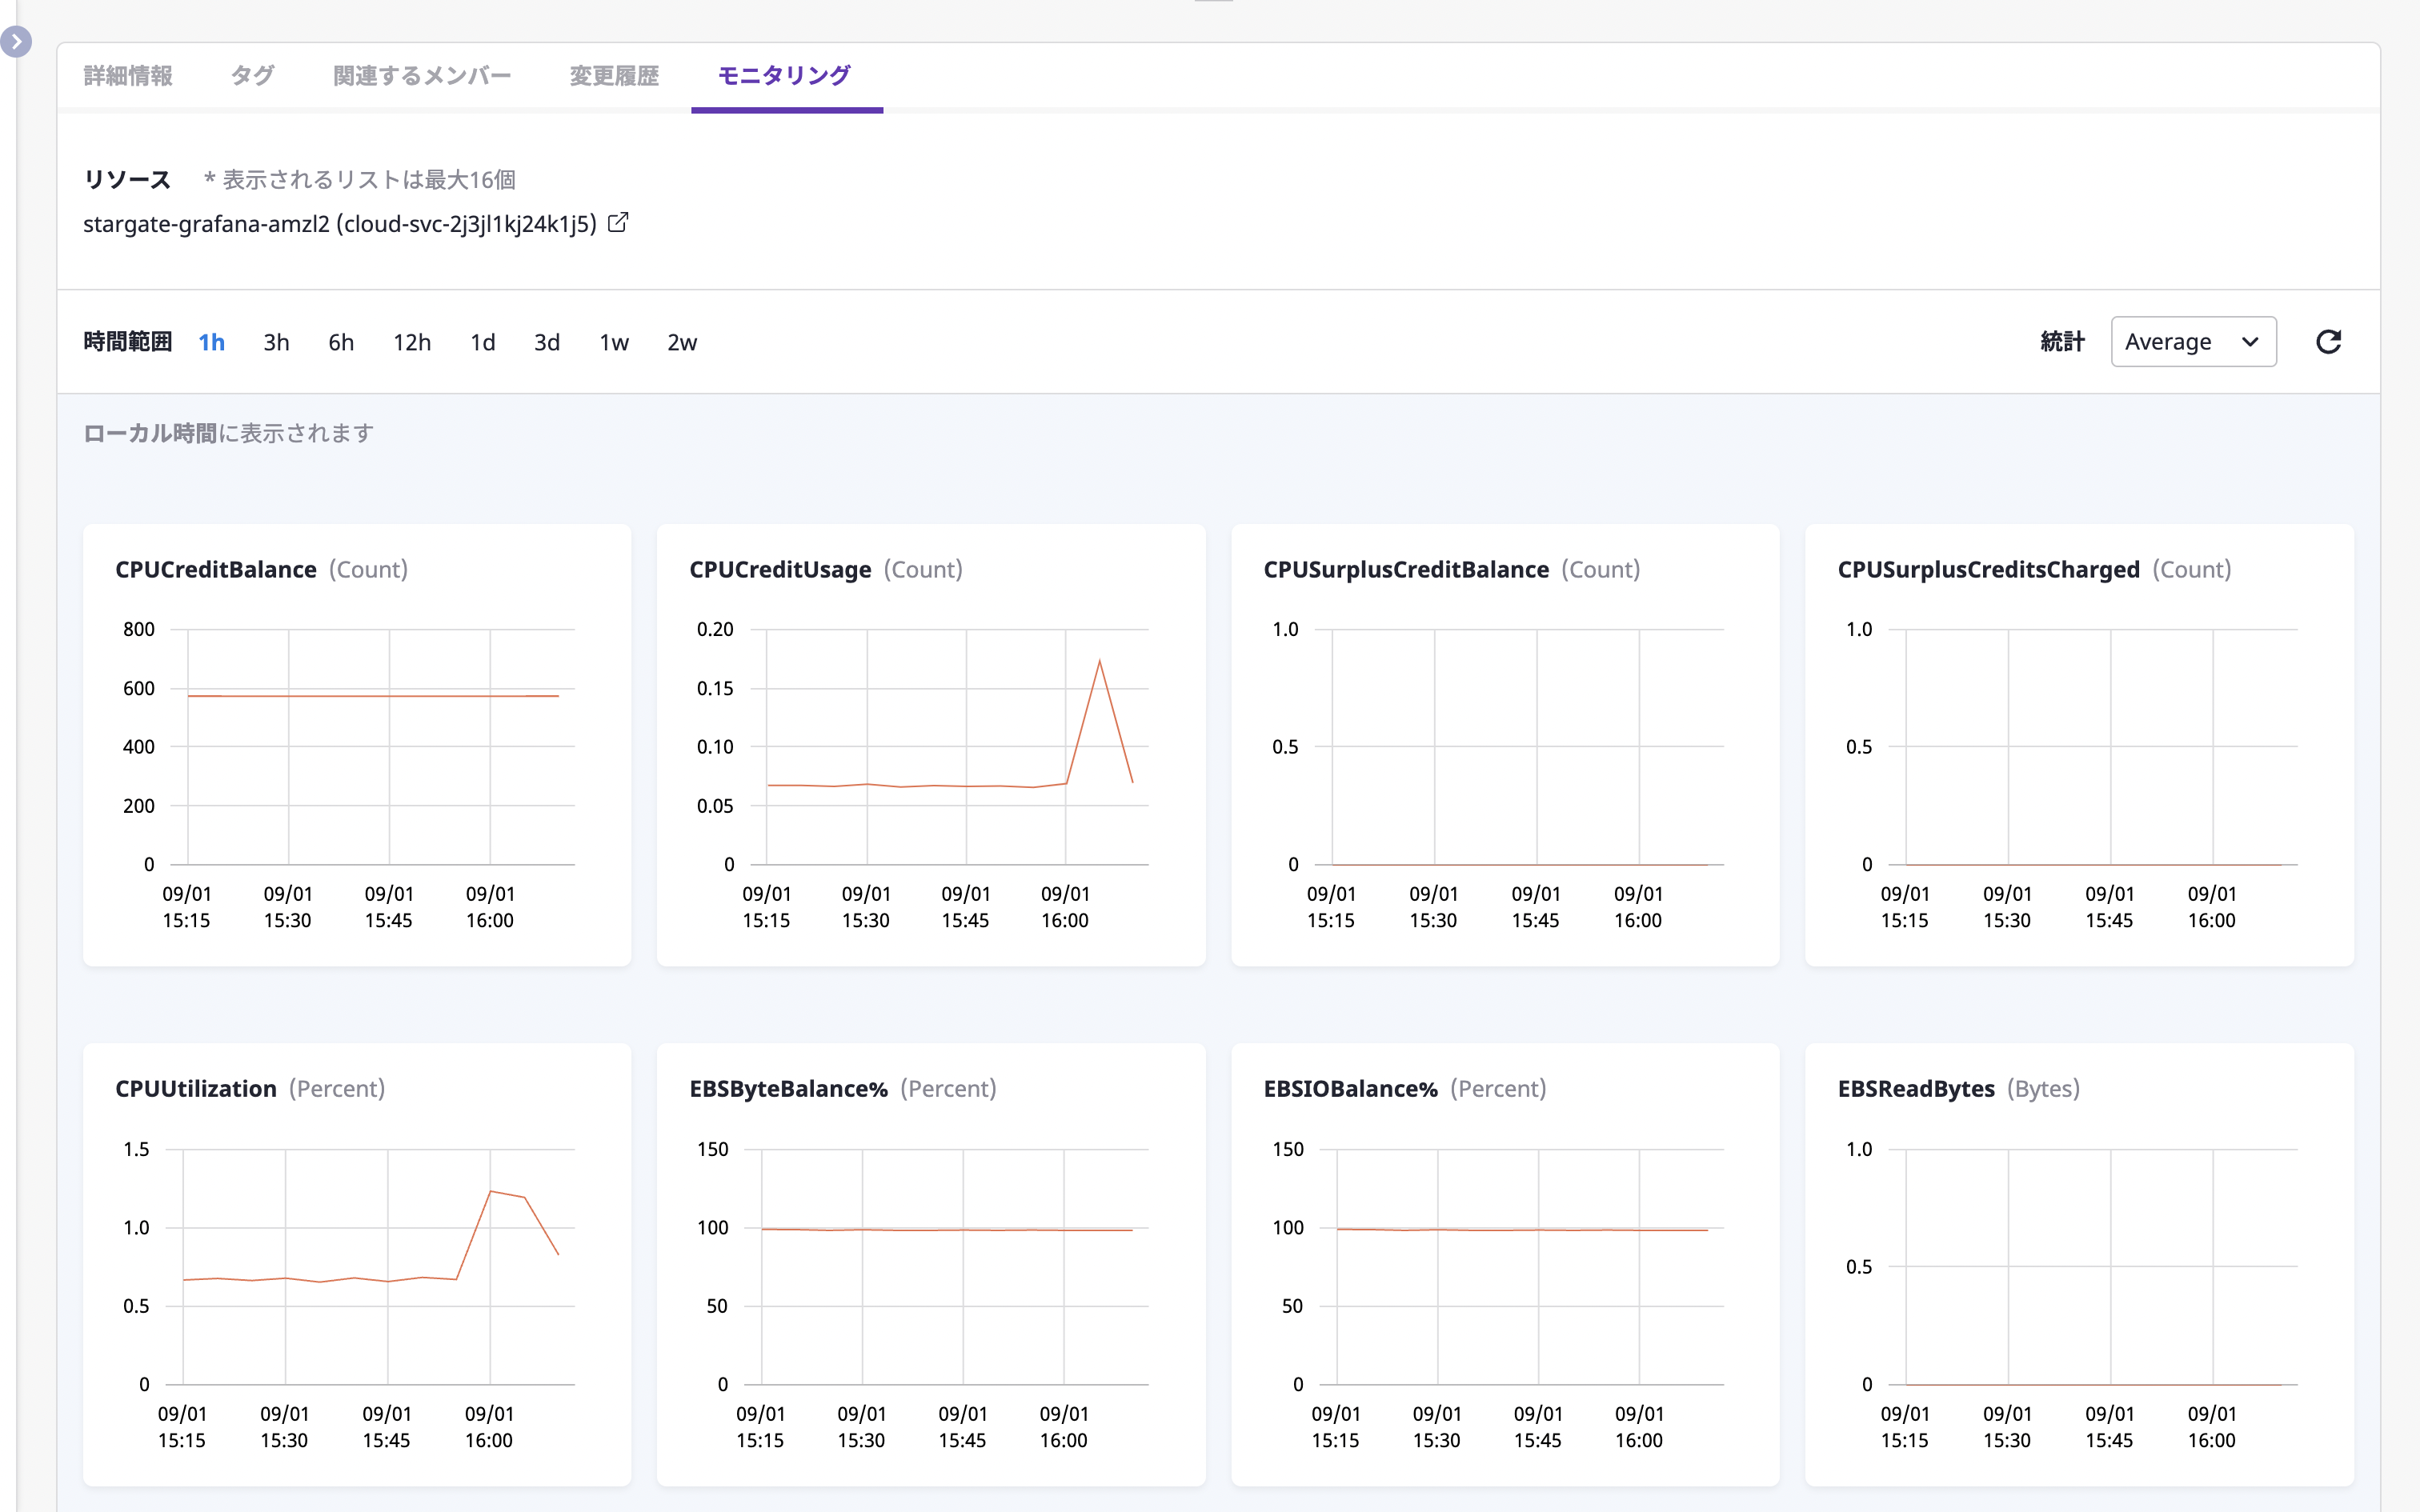 詳細情報 タグ 関連するメンバー 変更履歴 モニタリング
リソース * 表示されるリストは最大16個
stargate-grafana-amzl2 (cloud-svc-2j3jl1kj24k1j5)
時間範囲 1h 3h 6h 12h 1d 3d 1w 2w 統計 Average
ローカル時間に表示されます
CPUCreditBalance (Count)
800
600
400
200
0
09/01 09/01 09/01 09/01
15:15 15:30 15:45 16:00
CPUCreditUsage (Count)
0.20
0.15
0.10
0.05
0
09/01 09/01 09/01 09/01
15:15 15:30 15:45 16:00
CPUSurplusCreditBalance (Count)
1.0
0.5
0
09/01 09/01 09/01 09/01
15:15 15:30 15:45 16:00
CPUSurplusCreditsCharged (Count)
1.0
0.5
0
09/01 09/01 09/01 09/01
15:15 15:30 15:45 16:00
CPUUtilization (Percent)
1.5
1.0
0.5
0
09/01 09/01 09/01 09/01
15:15 15:30 15:45 16:00
EBSByteBalance% (Percent)
150
100
50
0
09/01 09/01 09/01 09/01
15:15 15:30 15:45 16:00
EBSIOBalance% (Percent)
150
100
50
0
09/01 09/01 09/01 09/01
15:15 15:30 15:45 16:00
EBSReadBytes (Bytes)
1.0
0.5
0
09/01 09/01 09/01 09/01
15:15 15:30 15:45 16:00